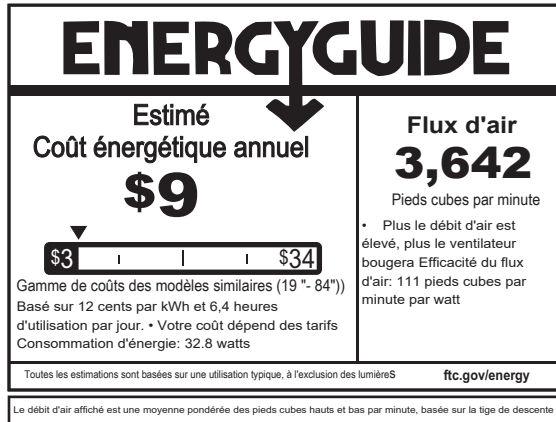 ENERGYGUIDE
Estimé
Coût énergétique annuel
$9
$3
$34
Gamme de coûts des modèles similaires (19 "- 84"))
Basé sur 12 cents par kWh et 6,4 heures
d'utilisation par jour. • Votre coût dépend des tarifs
Consommation d'énergie: 32.8 watts
Flux d'air
3,642
Pieds cubes par minute
• Plus le débit d'air est
élevé, plus le ventilateur
bougera Efficacité du flux
d'air: 111 pieds cubes par
minute par watt
Toutes les estimations sont basées sur une utilisation typique, à l'exclusion des lumièreS
ftc.gov/energy
Le débit d'air affiché est une moyenne pondérée des pieds cubes hauts et bas par minute, basée sur la tige de descente